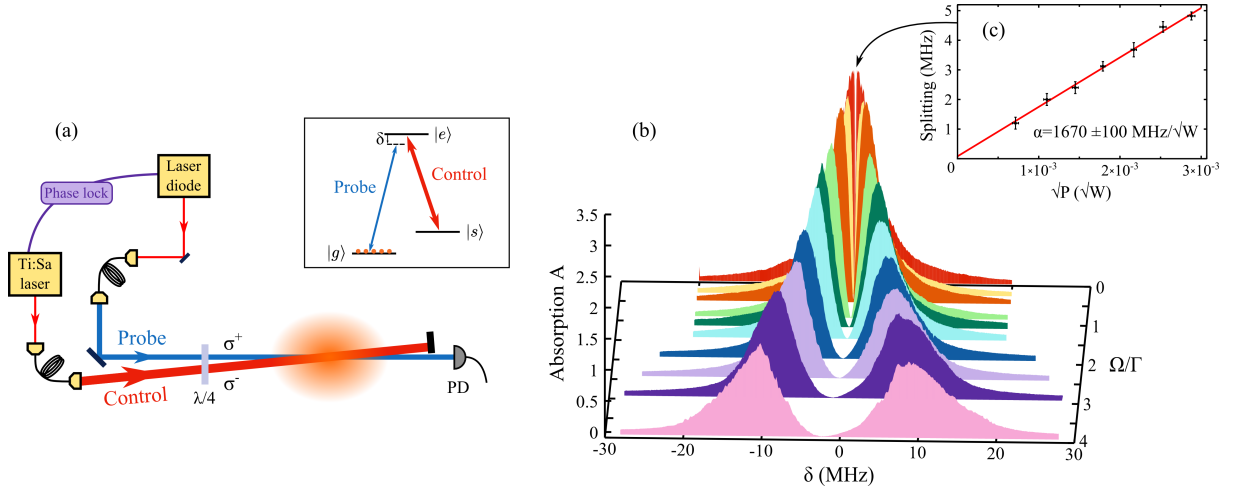 (a)
Laser
diode
Phase lock
Ti:Sa
laser
Probe
Control
σ+
σ-
λ/4
PD
δ
|e⟩
Probe
Control
|s⟩
|g⟩
(b)
Absorption A
3.5
3
2.5
2
1.5
1
0.5
0
-30
-20
-10
0
10
20
30
δ (MHz)
0
1
2
3
4
Ω/Γ
(c)
Splitting (MHz)
5
4
3
2
1
α=1670 ±100 MHz/√W
0
1×10⁻³
2×10⁻³
3×10⁻³
√P (√W)